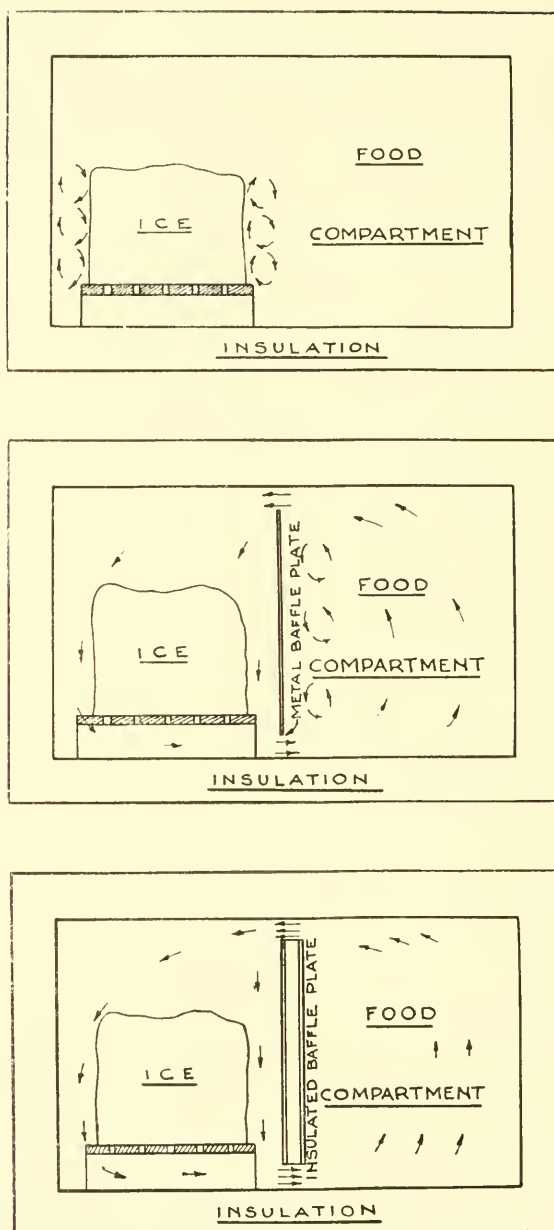 FOOD
ICE
COMPARTMENT
INSULATION
METAL BAFFLE PLATE
FOOD
ICE
COMPARTMENT
INSULATION
INSULATED BAFFLE PLATE
FOOD
ICE
COMPARTMENT
INSULATION